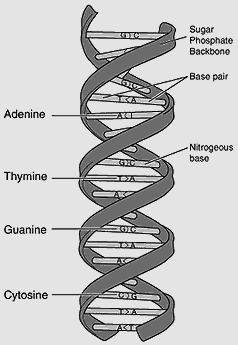 G C
Sugar
Phosphate
Backbone
G C
Base pair
T A
A T
Adenine
Nitrogeous
base
G C
Thymine
T A
A
Guanine
G C
T A
A
Cytosine
C G
T A
A T